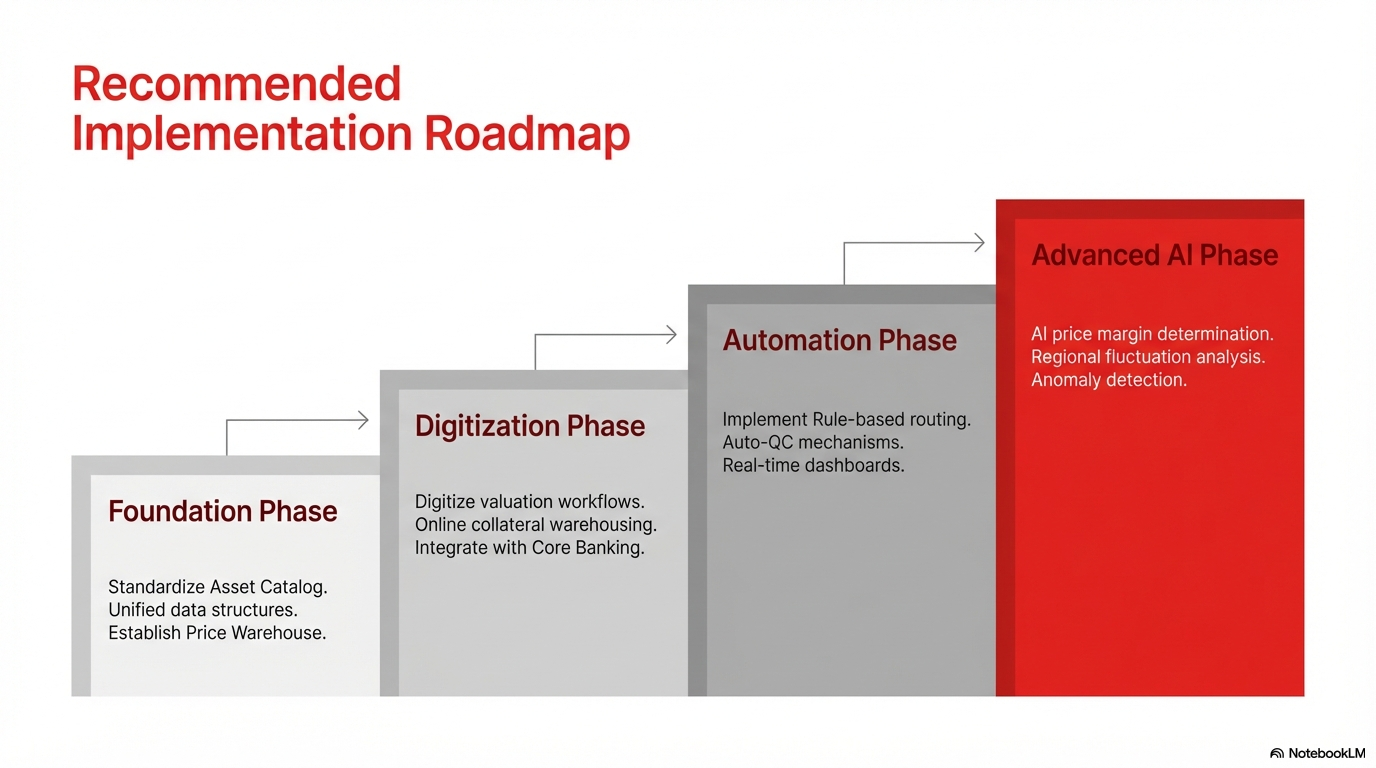 Recommended
Implementation Roadmap
Foundation Phase
Standardize Asset Catalog.
Unified data structures.
Establish Price Warehouse.
Digitization Phase
Digitize valuation workflows.
Online collateral warehousing.
Integrate with Core Banking.
Automation Phase
Implement Rule-based routing.
Auto-QC mechanisms.
Real-time dashboards.
Advanced AI Phase
AI price margin determination.
Regional fluctuation analysis.
Anomaly detection.
NotebookLM